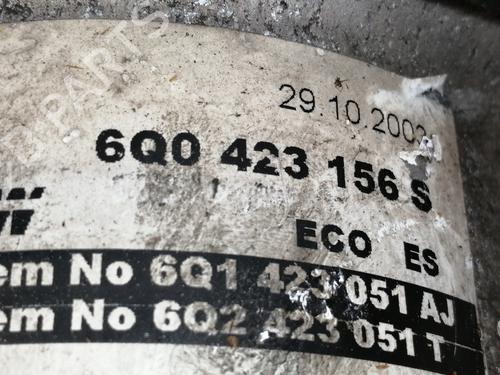 29.10.2003
6Q0 423 156 S
ECO ES
em No 6Q1 423 051 AJ
em No 6Q2 423 051 T